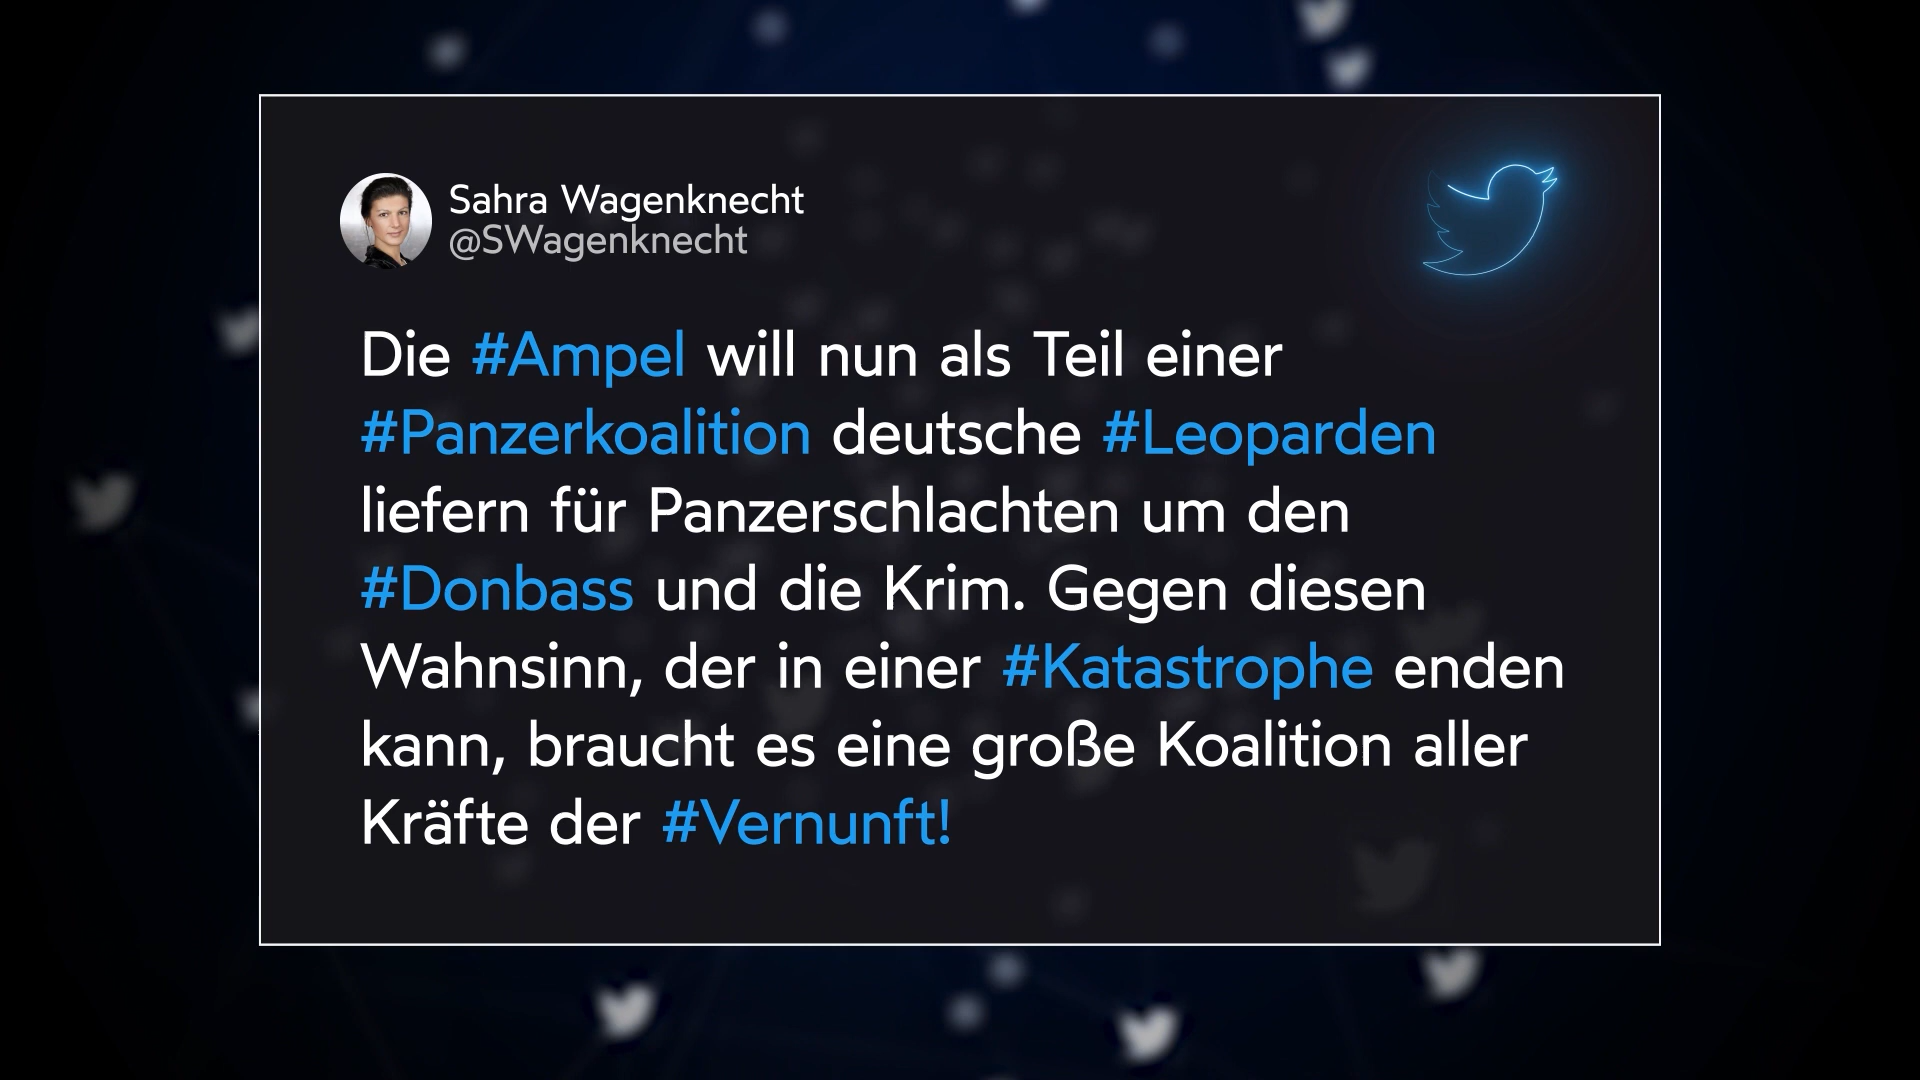 Sahra Wagenknecht
@SWagenknecht
Die #Ampel will nun als Teil einer
#Panzerkoalition deutsche #Leoparden
liefern für Panzerschlachten um den
#Donbass und die Krim. Gegen diesen
Wahnsinn, der in einer #Katastrophe enden
kann, braucht es eine große Koalition aller
Kräfte der #Vernunft!